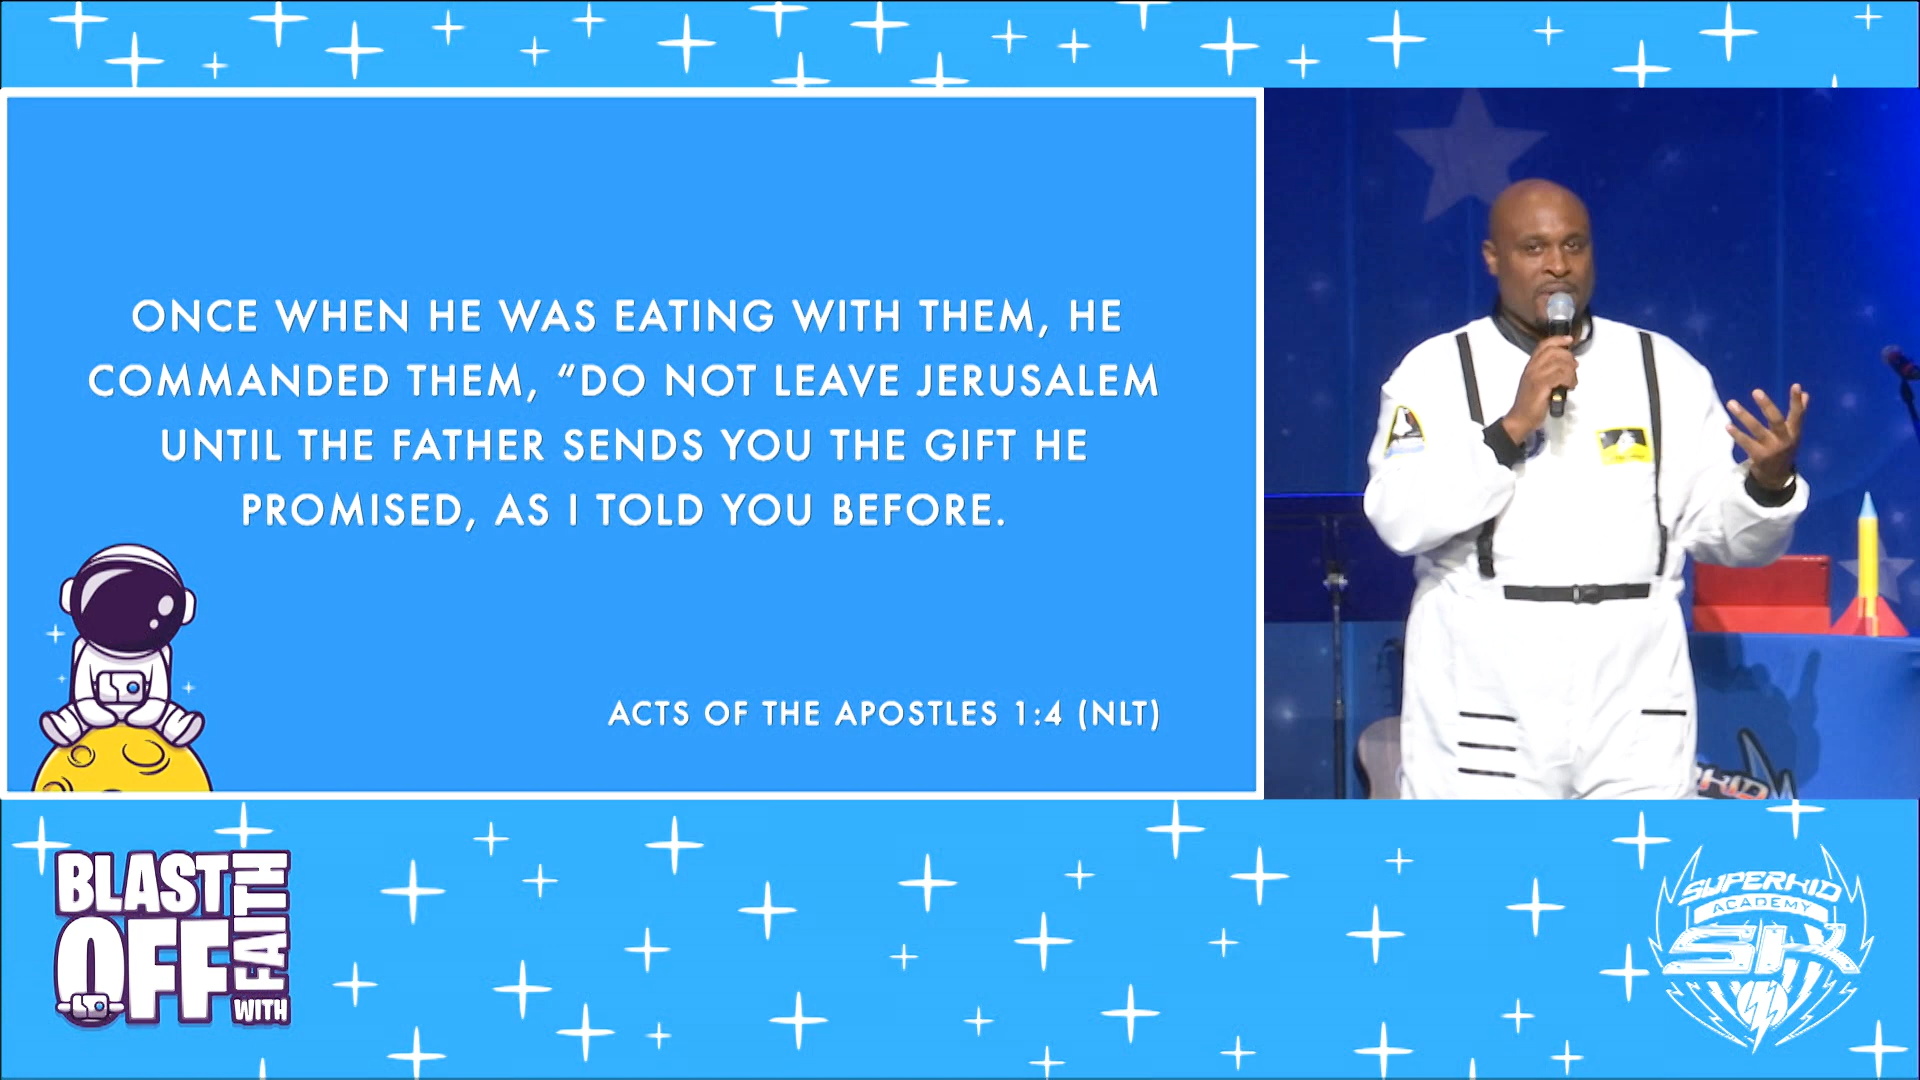 ONCE WHEN HE WAS EATING WITH THEM, HE
COMMANDED THEM, “DO NOT LEAVE JERUSALEM
UNTIL THE FATHER SENDS YOU THE GIFT HE
PROMISED, AS I TOLD YOU BEFORE.
ACTS OF THE APOSTLES 1:4 (NLT)
BLAST
OFF
WITH FAITH
SUPERKID
ACADEMY
SK